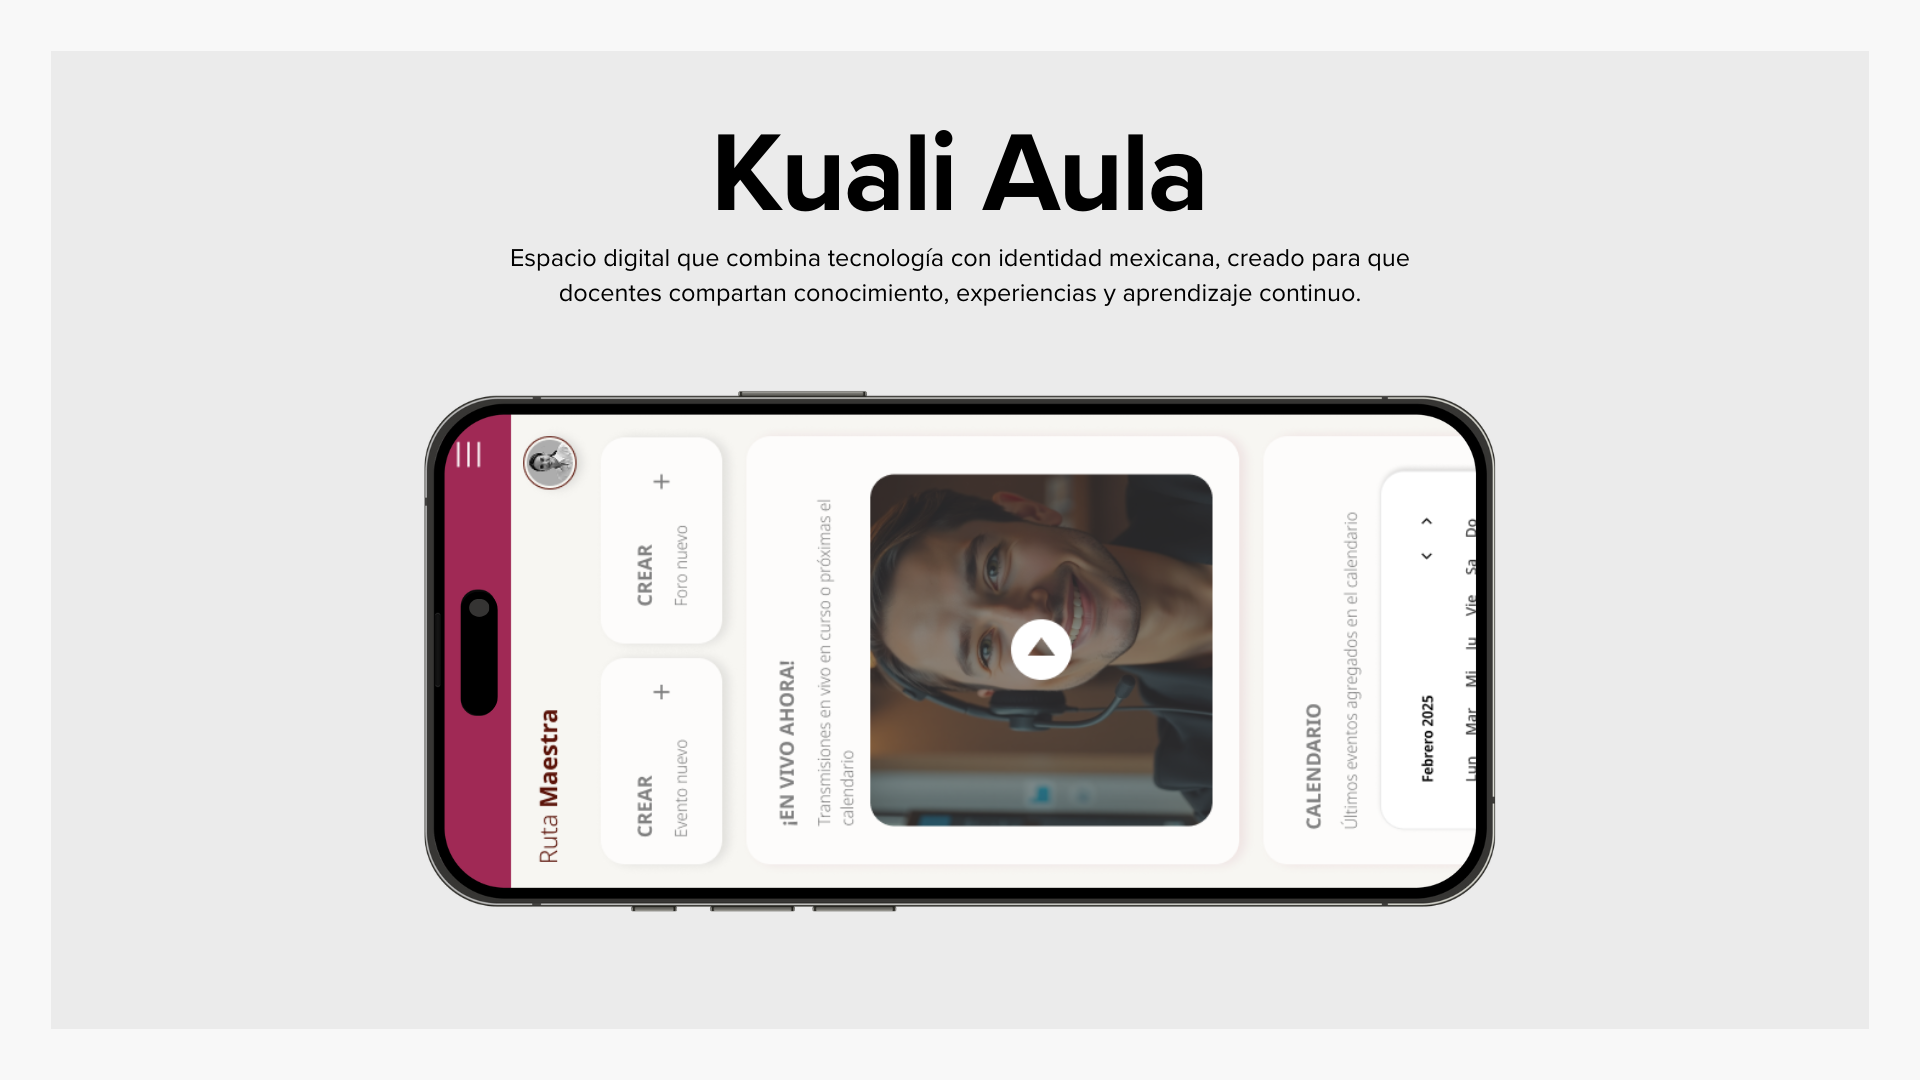 Kuali Aula
Espacio digital que combina tecnología con identidad mexicana, creado para que
docentes compartan conocimiento, experiencias y aprendizaje continuo.
Ruta Maestra
CREAR
Evento nuevo
CREAR
Foro nuevo
¡EN VIVO AHORA!
Transmisiones en vivo en curso o próximas el
calendario
CALENDARIO
Últimos eventos agregados en el calendario
Febrero 2025
Lun Mar Mi Ju Vie Sa Do